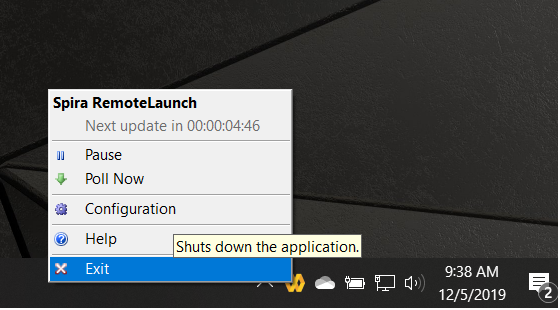 Spira RemoteLaunch
Next update in 00:00:04:46
Pause
Poll Now
Configuration
Help
Shuts down the application.
Exit
9:38 AM
12/5/2019
2